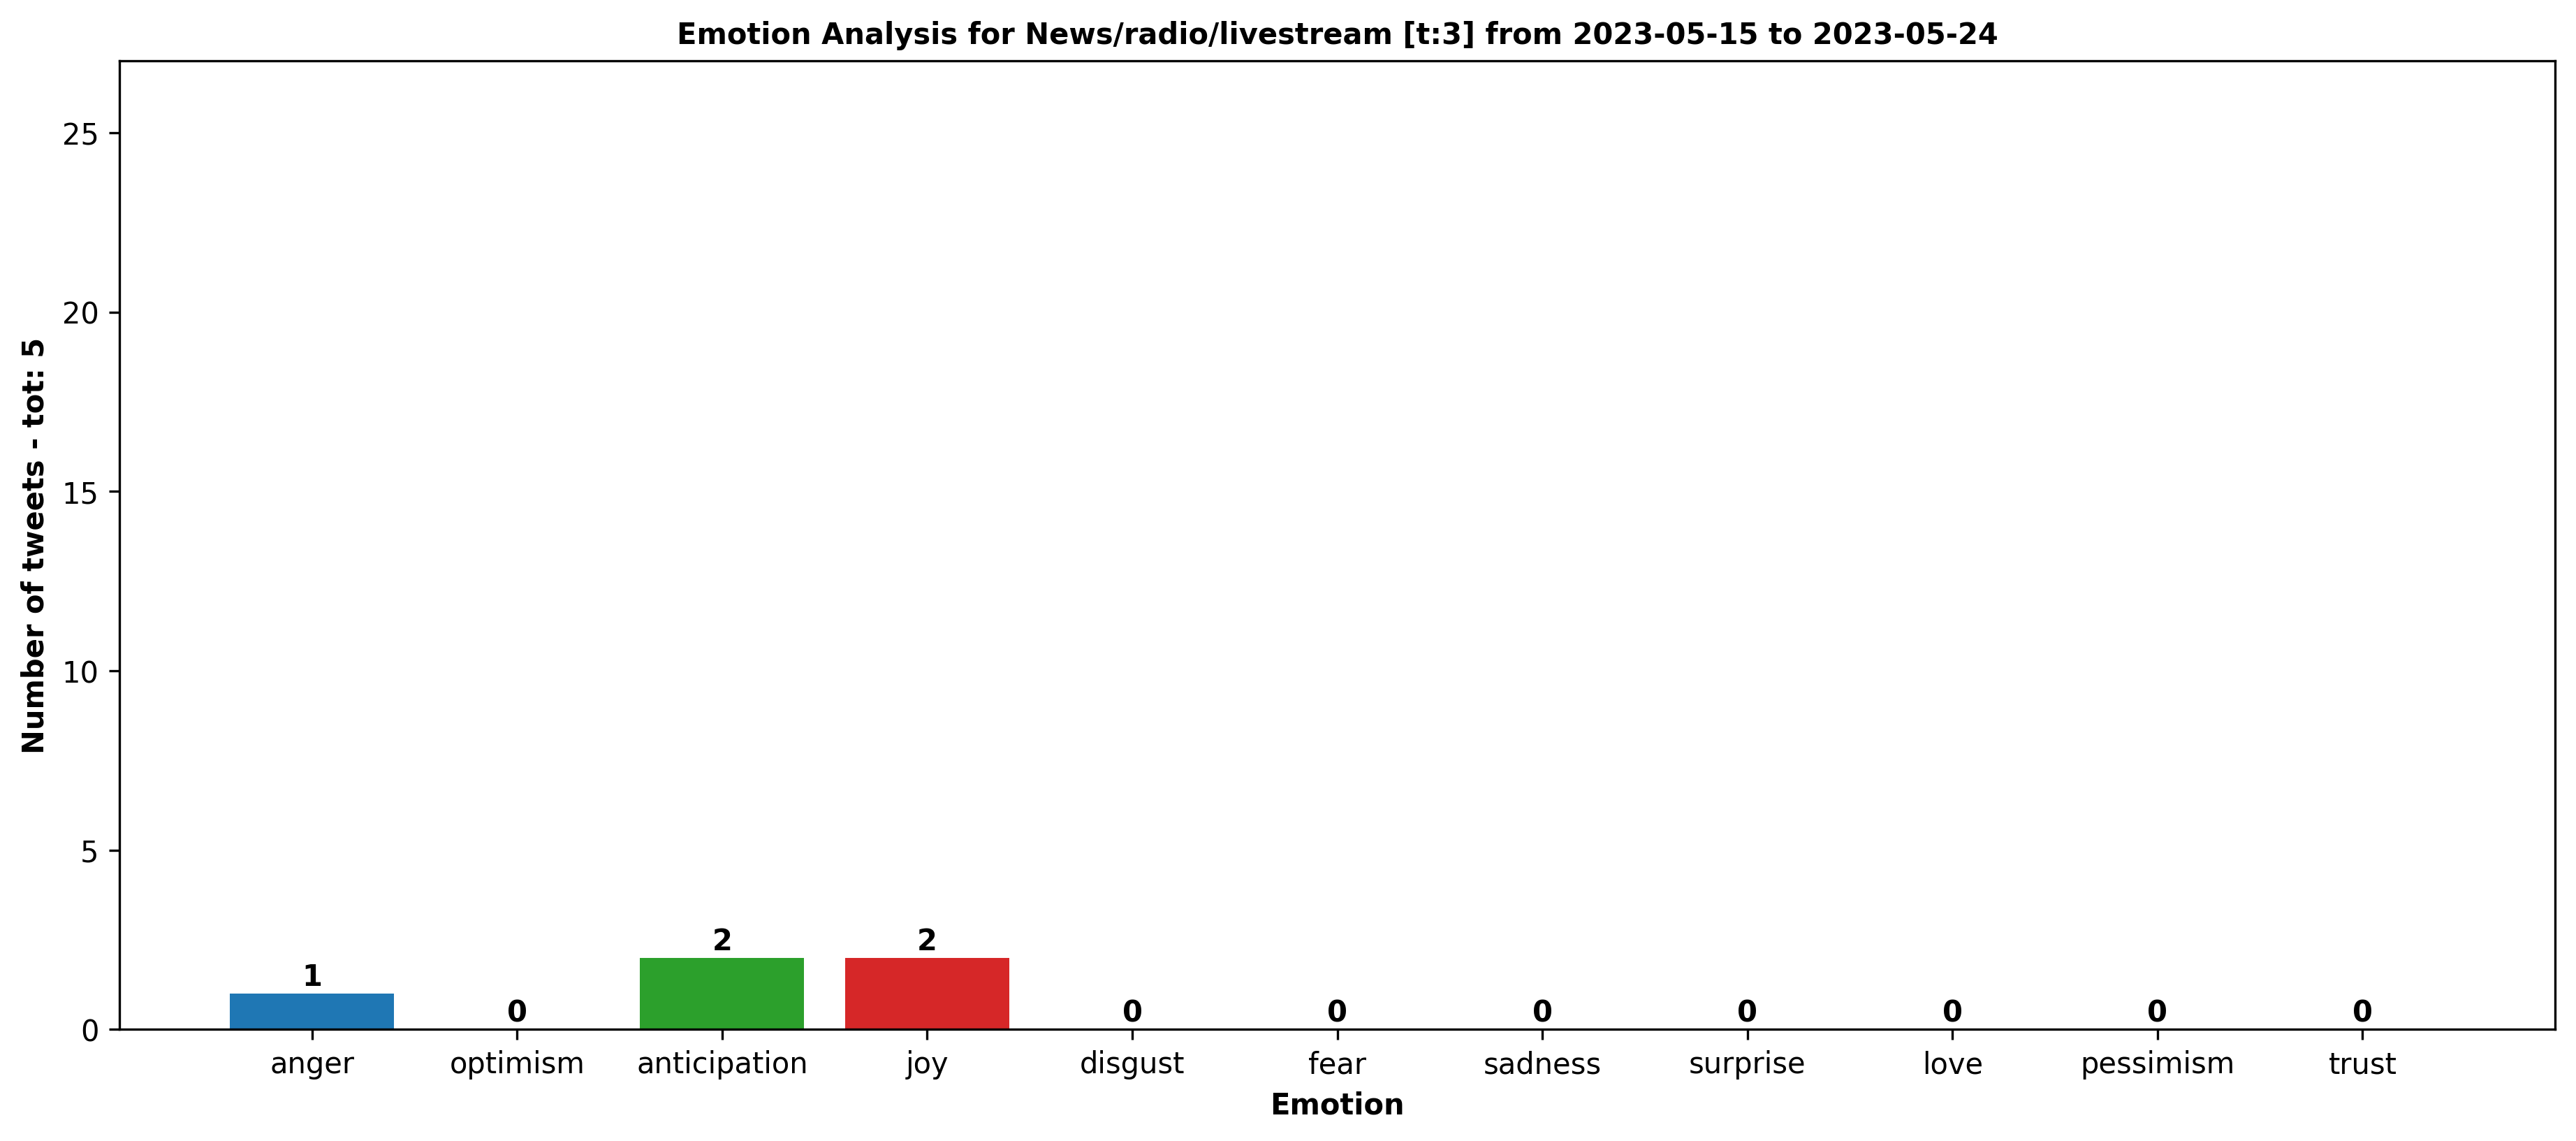 Emotion Analysis for News/radio/livestream [t:3] from 2023-05-15 to 2023-05-24
Number of tweets - tot: 5
25
20
15
10
5
0
1
0
2
2
0
0
0
0
0
0
0
anger
optimism
anticipation
joy
disgust
fear
sadness
surprise
love
pessimism
trust
Emotion